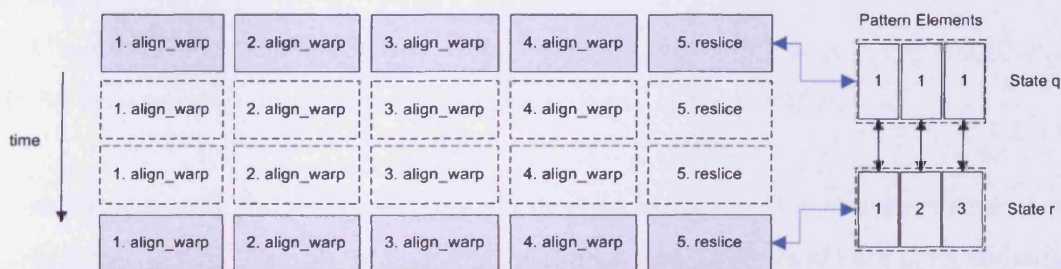 Pattern Elements
1. align_warp 2. align_warp 3. align_warp 4. align_warp 5. reslice
1 1 1 State q
1. align_warp 2. align_warp 3. align_warp 4. align_warp 5. reslice
time
1. align_warp 2. align_warp 3. align_warp 4. align_warp 5. reslice
1 2 3 State r
1. align_warp 2. align_warp 3. align_warp 4. align_warp 5. reslice